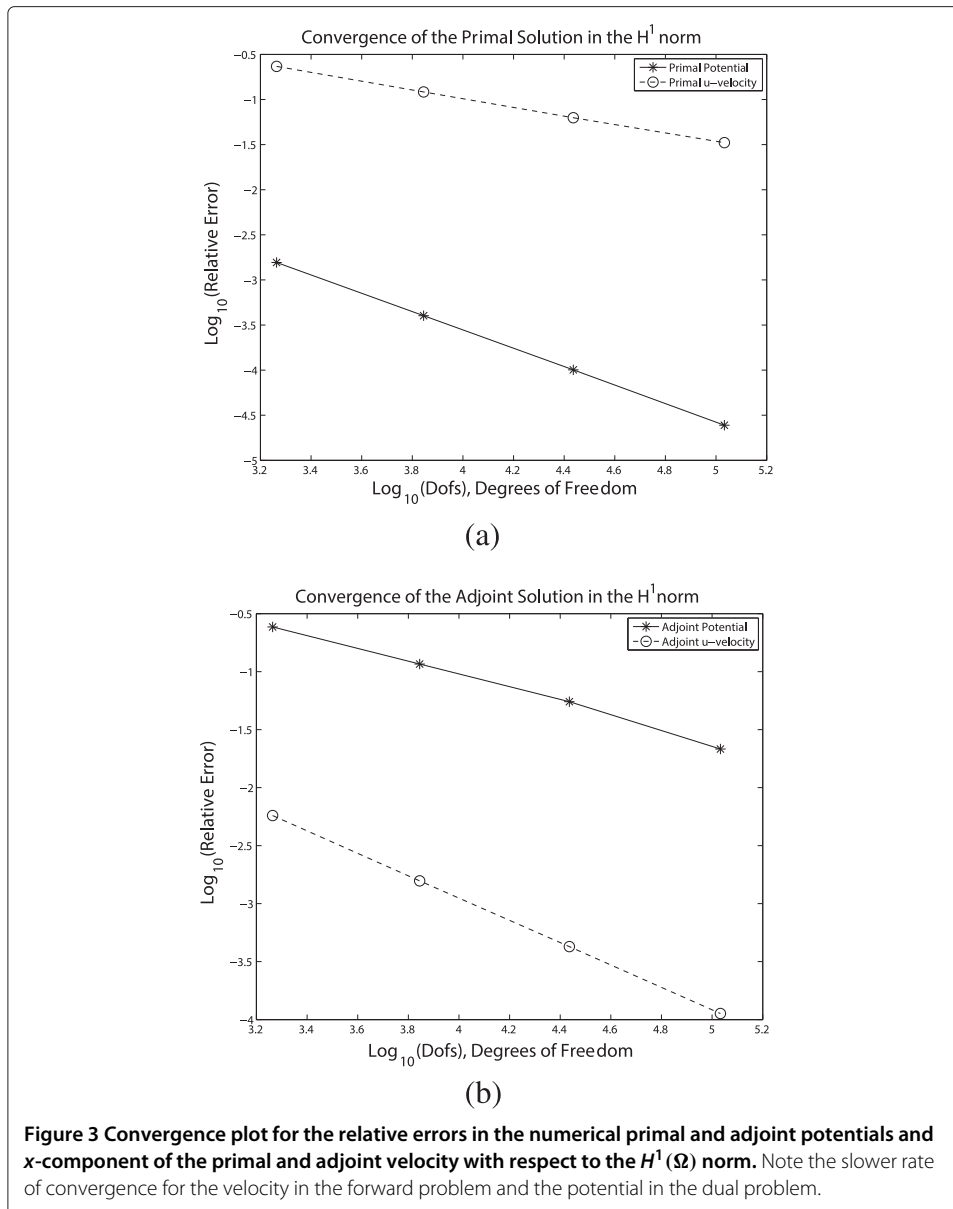 Convergence of the Primal Solution in the H¹ norm
Primal Potential
Primal u−velocity
−0.5
−1
−1.5
−2
−2.5
−3
−3.5
−4
−4.5
−5
Log₁₀(Relative Error)
3.2 3.4 3.6 3.8 4 4.2 4.4 4.6 4.8 5 5.2
Log₁₀(Dofs), Degrees of Freedom
(a)
Convergence of the Adjoint Solution in the H¹norm
Adjoint Potential
Adjoint u−velocity
−0.5
−1
−1.5
−2
−2.5
−3
−3.5
−4
Log₁₀(Relative Error)
3.2 3.4 3.6 3.8 4 4.2 4.4 4.6 4.8 5 5.2
Log₁₀(Dofs), Degrees of Freedom
(b)
Figure 3 Convergence plot for the relative errors in the numerical primal and adjoint potentials and
x-component of the primal and adjoint velocity with respect to the H¹(Ω) norm. Note the slower rate
of convergence for the velocity in the forward problem and the potential in the dual problem.